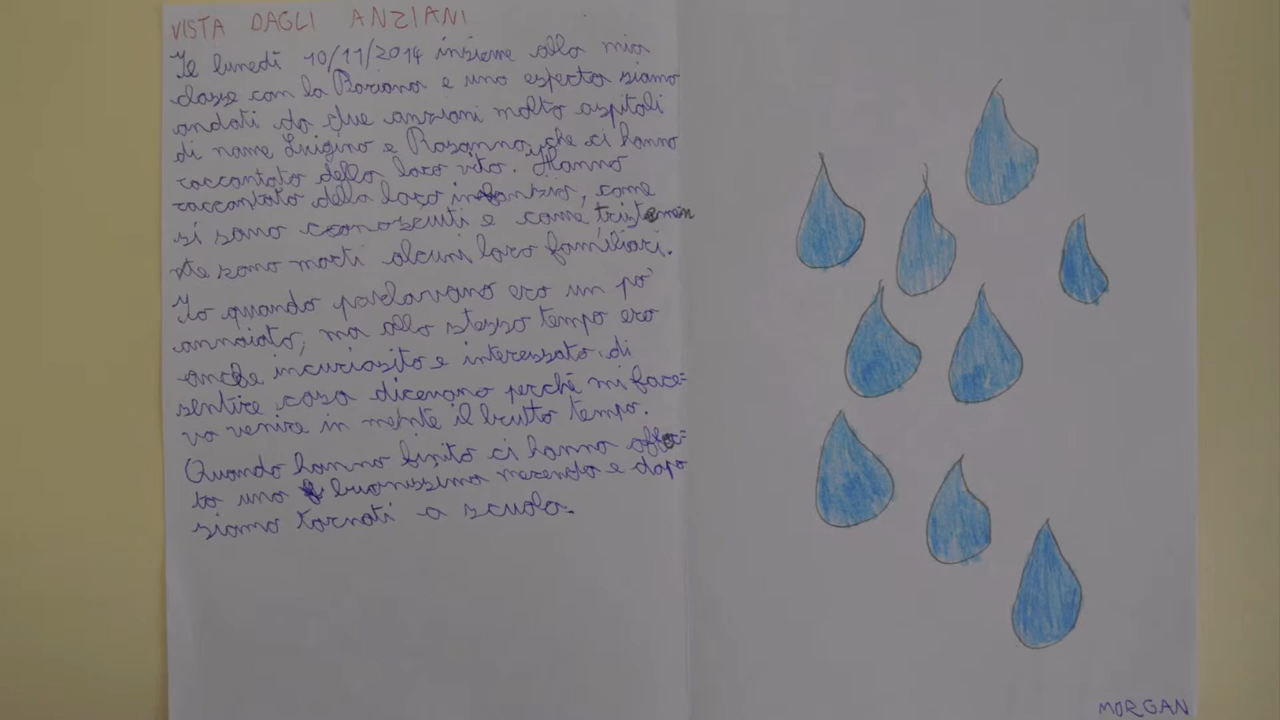 VISTA DAGLI ANZIANI
Il lunedì 10/11/2014 insieme alla mia
classe con la Bariana e uno esperta siamo
andati da due anziani molto ospitali
di nome Luigino e Rosanna, che ci hanno
raccontato della loro vita. Hanno
raccontato della loro infanzia, come
si sono conosciuti e come tristemen
te sono morti alcuni loro familiari.
Io quando parlavano ero un po'
annoiato, ma allo stesso tempo ero
anche incuriosito e interessato di
sentire cosa dicevano perché mi face=
va venire in mente il brutto tempo.
Quando hanno finito ci hanno offer=
to una buonissima merenda e dopo
siamo tornati a scuola.
MORGAN